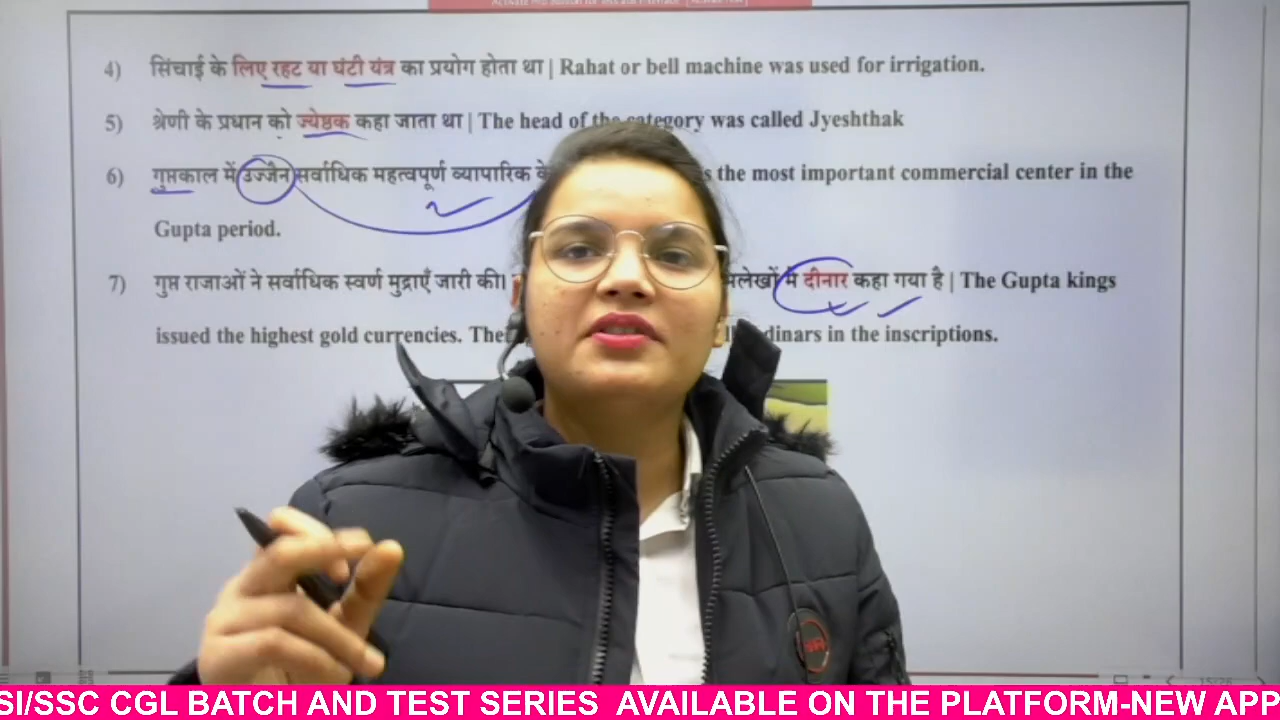 4) सिंचाई के लिए रहट या घंटी यंत्र का प्रयोग होता था | Rahat or bell machine was used for irrigation.
5) श्रेणी के प्रधान को ज्येष्ठक कहा जाता था | The head of the category was called Jyeshthak
6) गुप्तकाल में उज्जैन सर्वाधिक महत्वपूर्ण व्यापारिक the most important commercial center in the
Gupta period.
7) गुप्त राजाओं ने सर्वाधिक स्वर्ण मुद्राएँ जारी की। में दीनार कहा गया है | The Gupta kings
issued the highest gold currencies. dinars in the inscriptions.
SI/SSC CGL BATCH AND TEST SERIES AVAILABLE ON THE PLATFORM-NEW APP